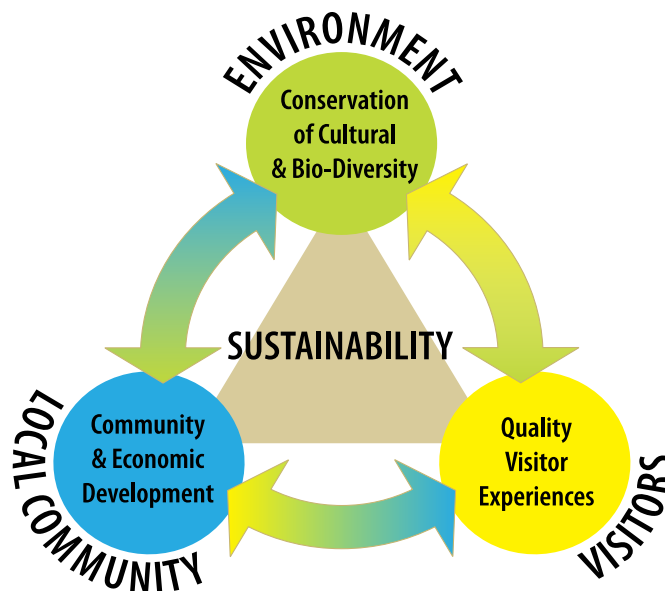 ENVIRONMENT
Conservation
of Cultural
& Bio-Diversity
SUSTAINABILITY
LOCAL COMMUNITY
Community
& Economic
Development
Quality
Visitor
Experiences
VISITORS